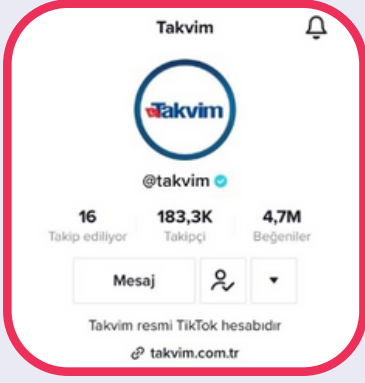 Takvim
Takvim
@takvim
16 183,3K 4,7M
Takip ediliyor Takipçi Beğeniler
Mesaj
Takvim resmi TikTok hesabıdır
takvim.com.tr